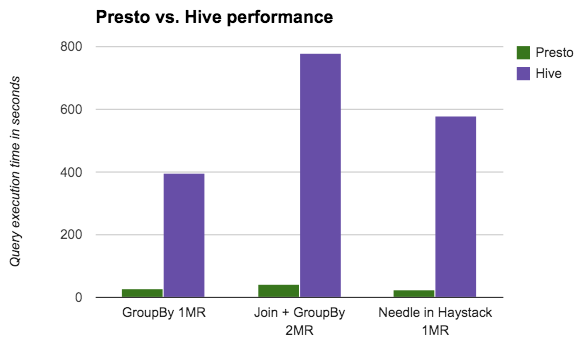 Presto vs. Hive performance
Query execution time in seconds
800
600
400
200
0
GroupBy 1MR
Join + GroupBy
2MR
Needle in Haystack
1MR
Presto
Hive